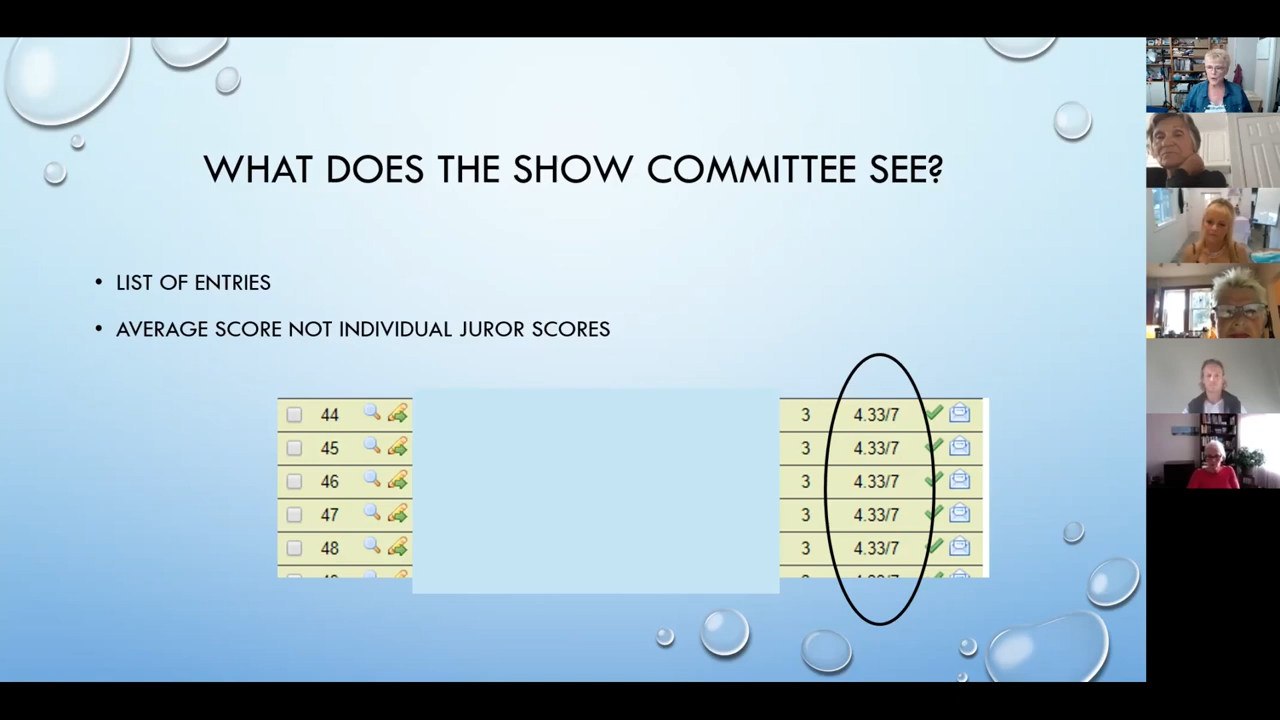 WHAT DOES THE SHOW COMMITTEE SEE?
• LIST OF ENTRIES
• AVERAGE SCORE NOT INDIVIDUAL JUROR SCORES
44 3 4.33/7
45 3 4.33/7
46 3 4.33/7
47 3 4.33/7
48 3 4.33/7